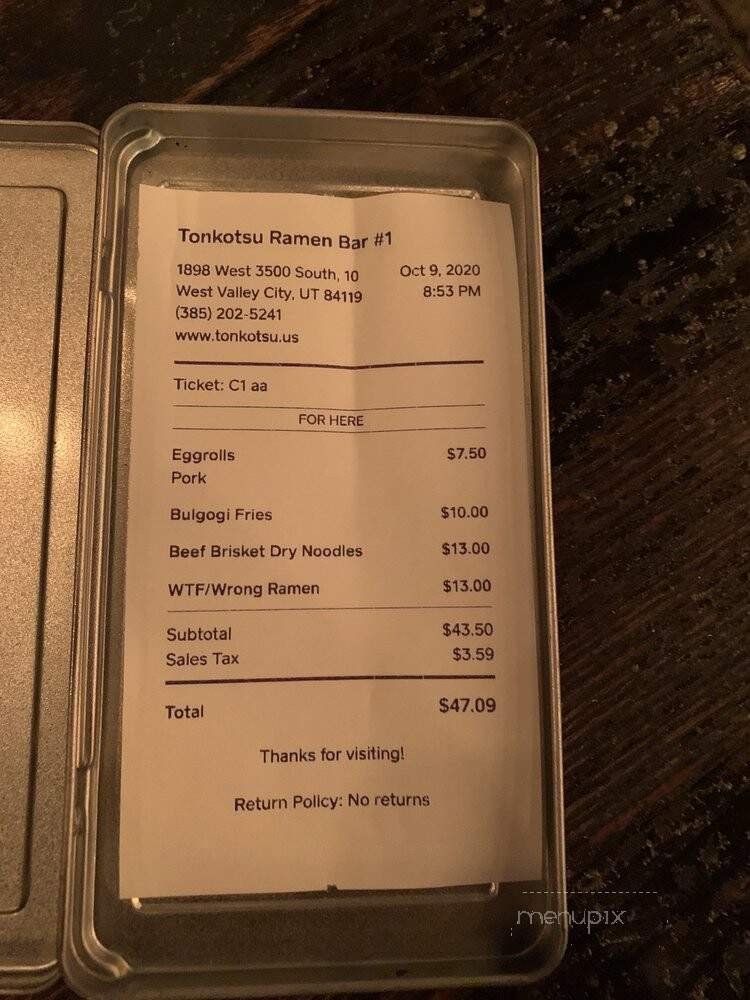 Tonkotsu Ramen Bar #1
1898 West 3500 South, 10 Oct 9, 2020
West Valley City, UT 84119 8:53 PM
(385) 202-5241
www.tonkotsu.us
Ticket: C1 aa
FOR HERE
Eggrolls $7.50
Pork
Bulgogi Fries $10.00
Beef Brisket Dry Noodles $13.00
WTF/Wrong Ramen $13.00
Subtotal $43.50
Sales Tax $3.59
Total $47.09
Thanks for visiting!
Return Policy: No returns
menupix